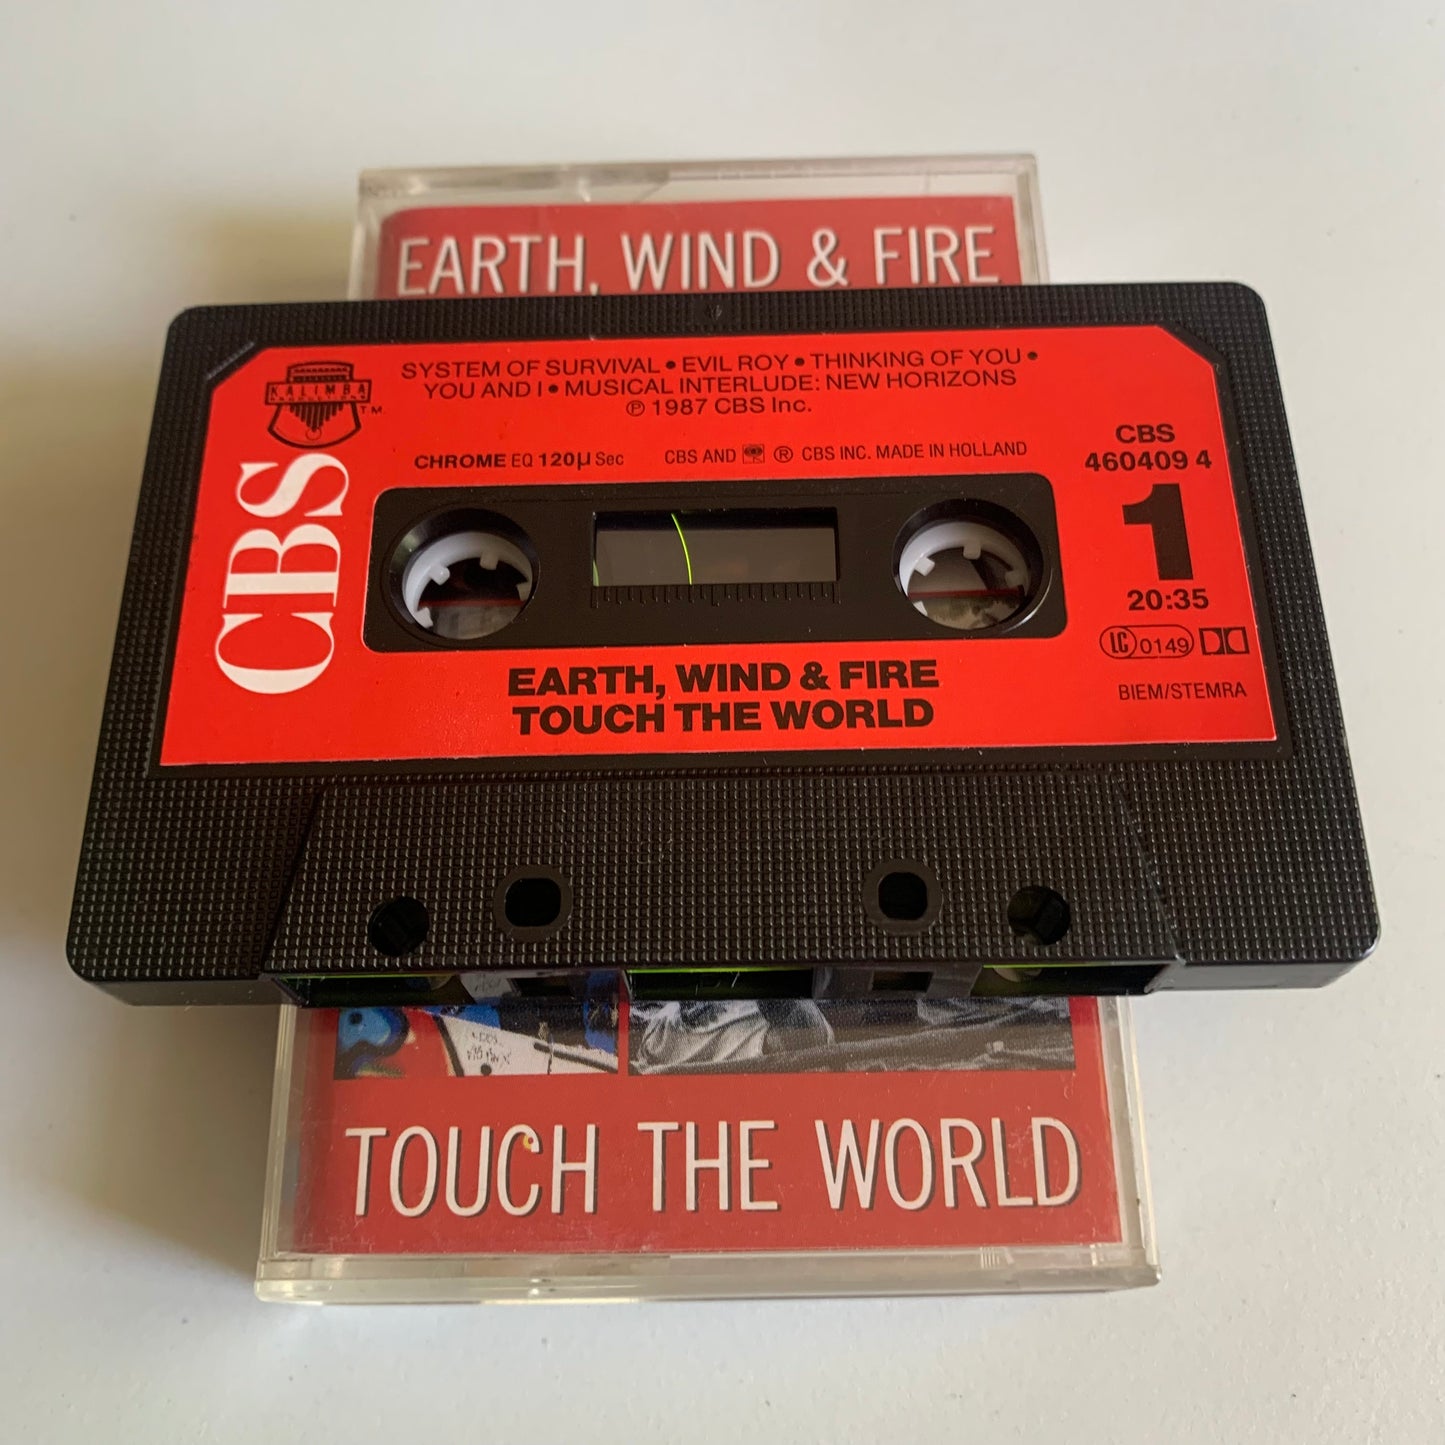 EARTH, WIND & FIRE
KALIMBA
T.M.
SYSTEM OF SURVIVAL • EVIL ROY • THINKING OF YOU •
YOU AND I • MUSICAL INTERLUDE: NEW HORIZONS
℗ 1987 CBS Inc.
CHROME EQ 120µ Sec
CBS AND ® CBS INC. MADE IN HOLLAND
CBS
460409 4
1
20:35
LC 0149
BIEM/STEMRA
CBS
EARTH, WIND & FIRE
TOUCH THE WORLD
TOUCH THE WORLD